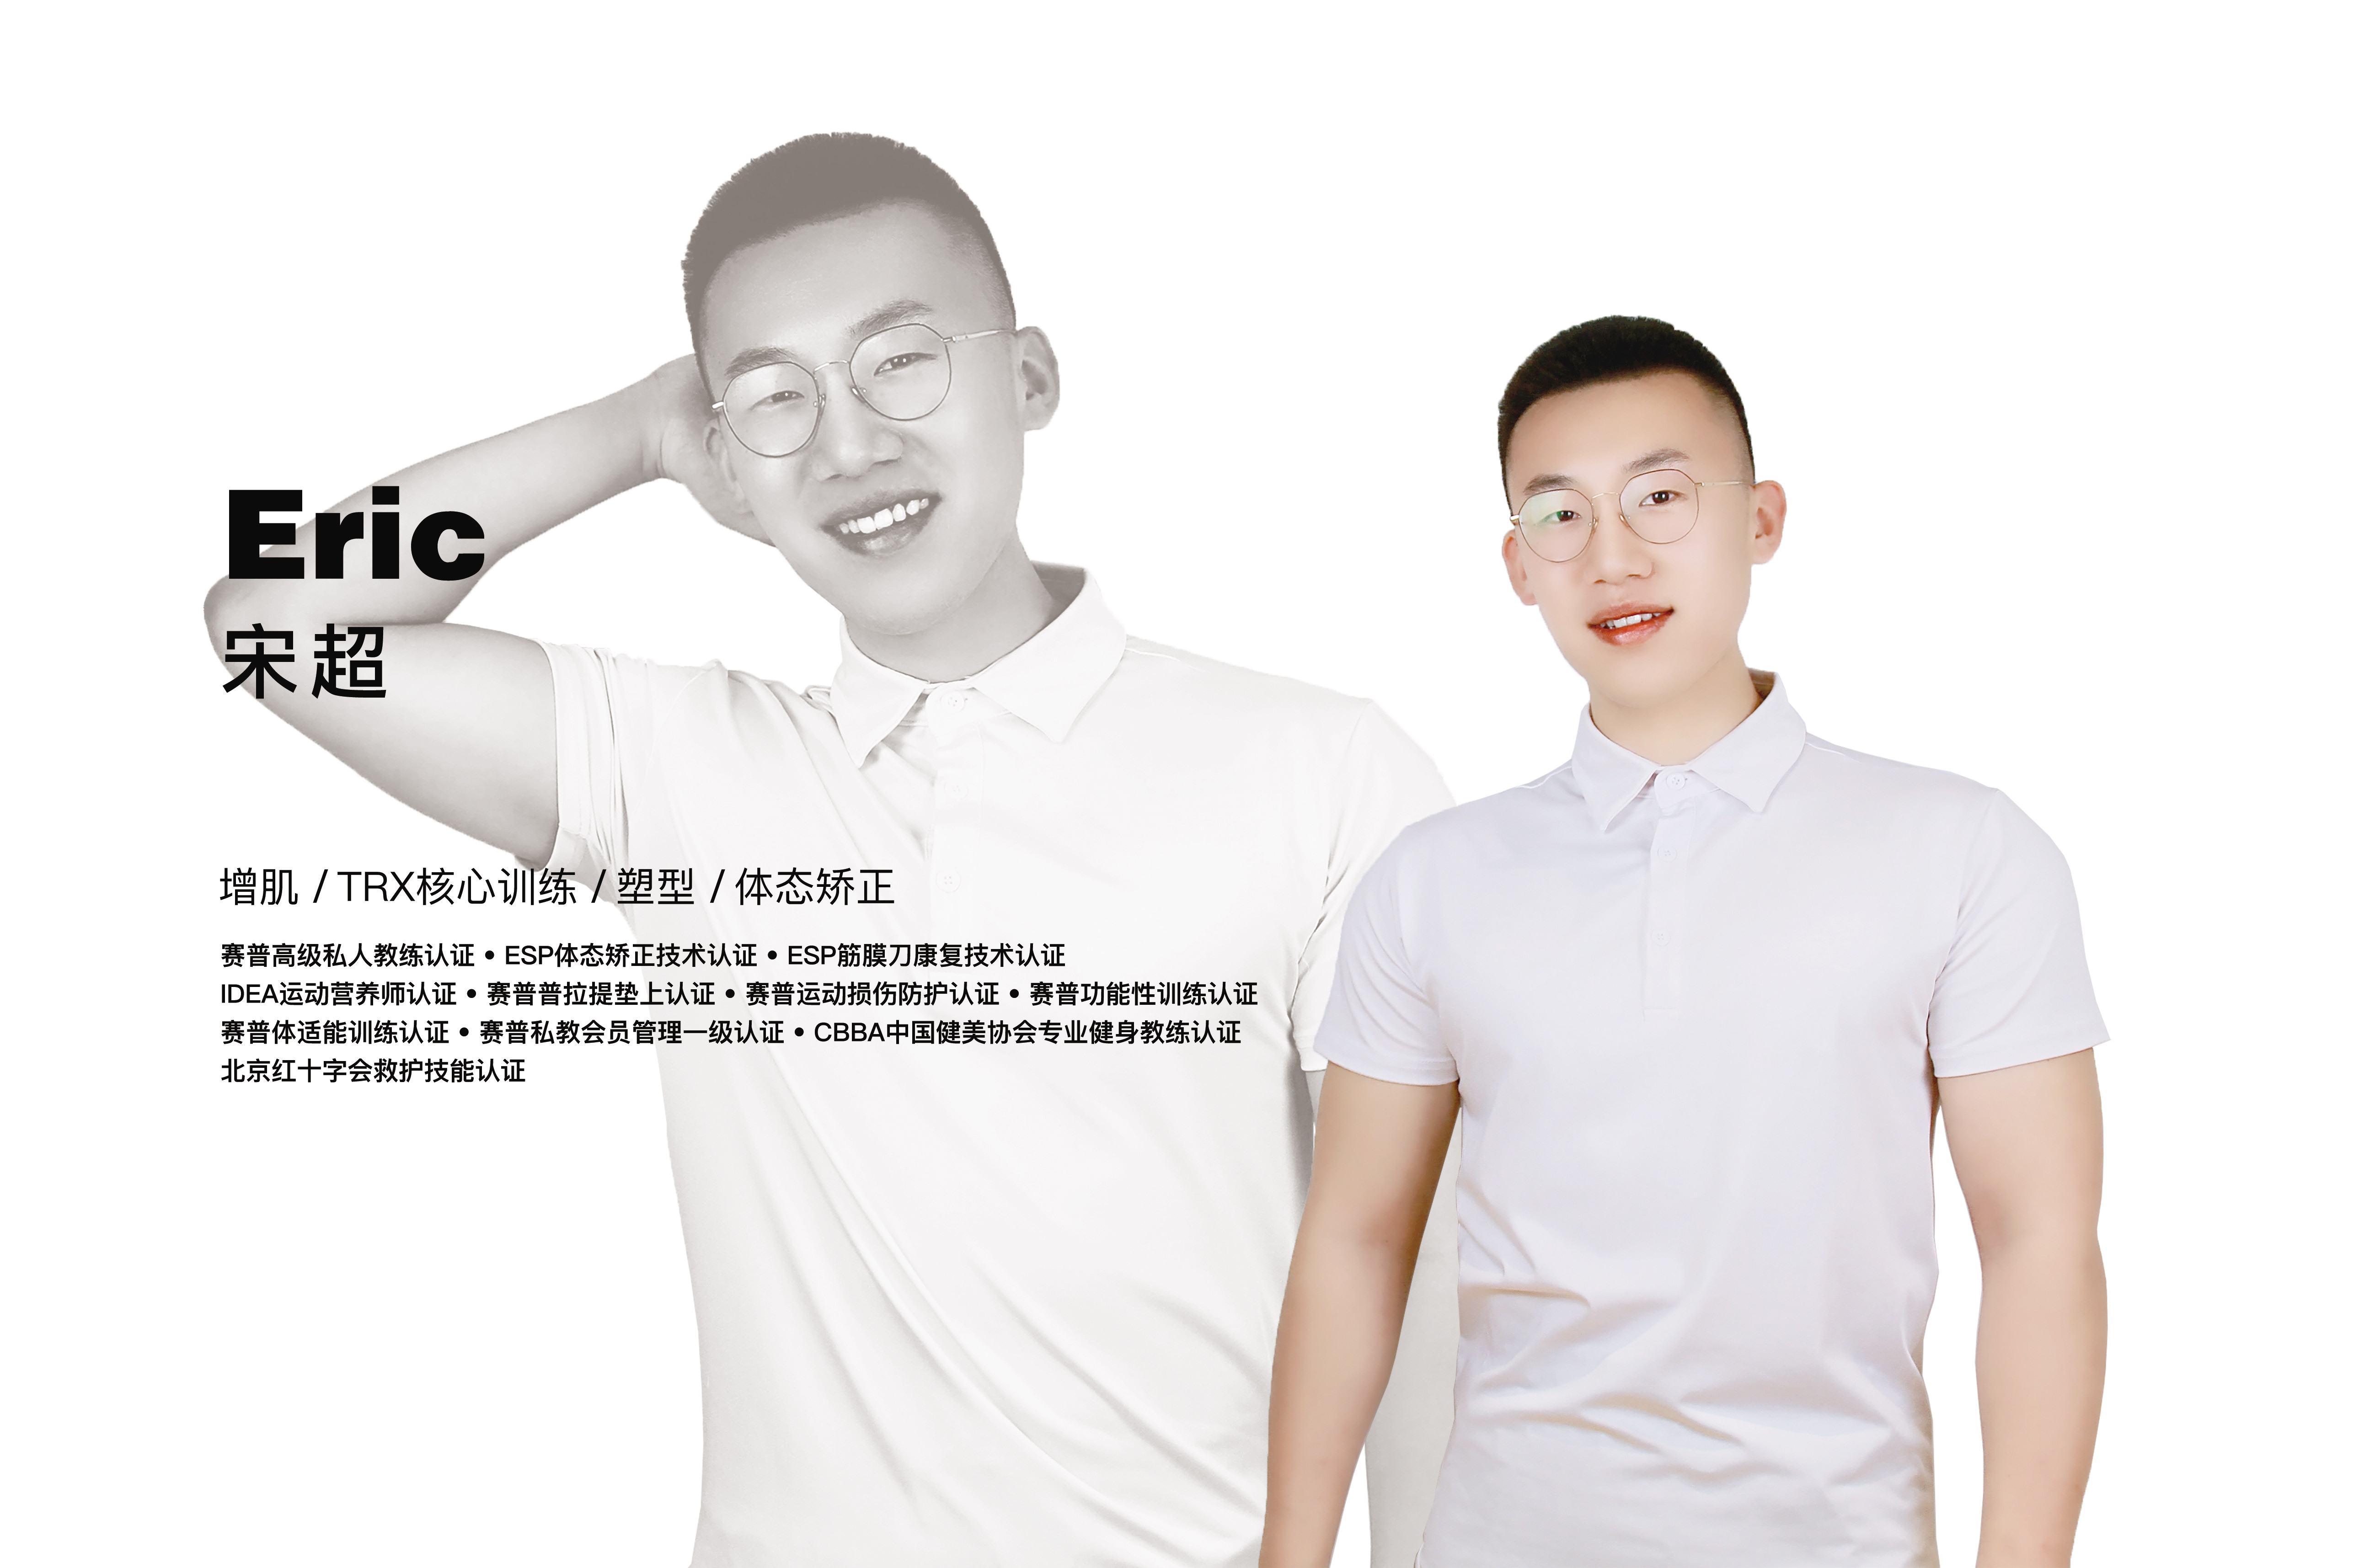 Eric
宋超
增肌 / TRX核心训练 / 塑型 / 体态矫正
赛普高级私人教练认证 • ESP体态矫正技术认证 • ESP筋膜刀康复技术认证
IDEA运动营养师认证 • 赛普普拉提垫上认证 • 赛普运动损伤防护认证 • 赛普功能性训练认证
赛普体适能训练认证 • 赛普私教会员管理一级认证 • CBBA中国健美协会专业健身教练认证
北京红十字会救护技能认证